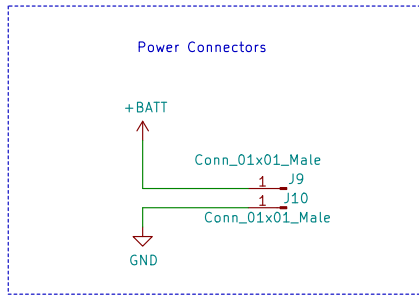 Power Connectors
+BATT
Conn_01x01_Male
1
J9
1
J10
Conn_01x01_Male
GND